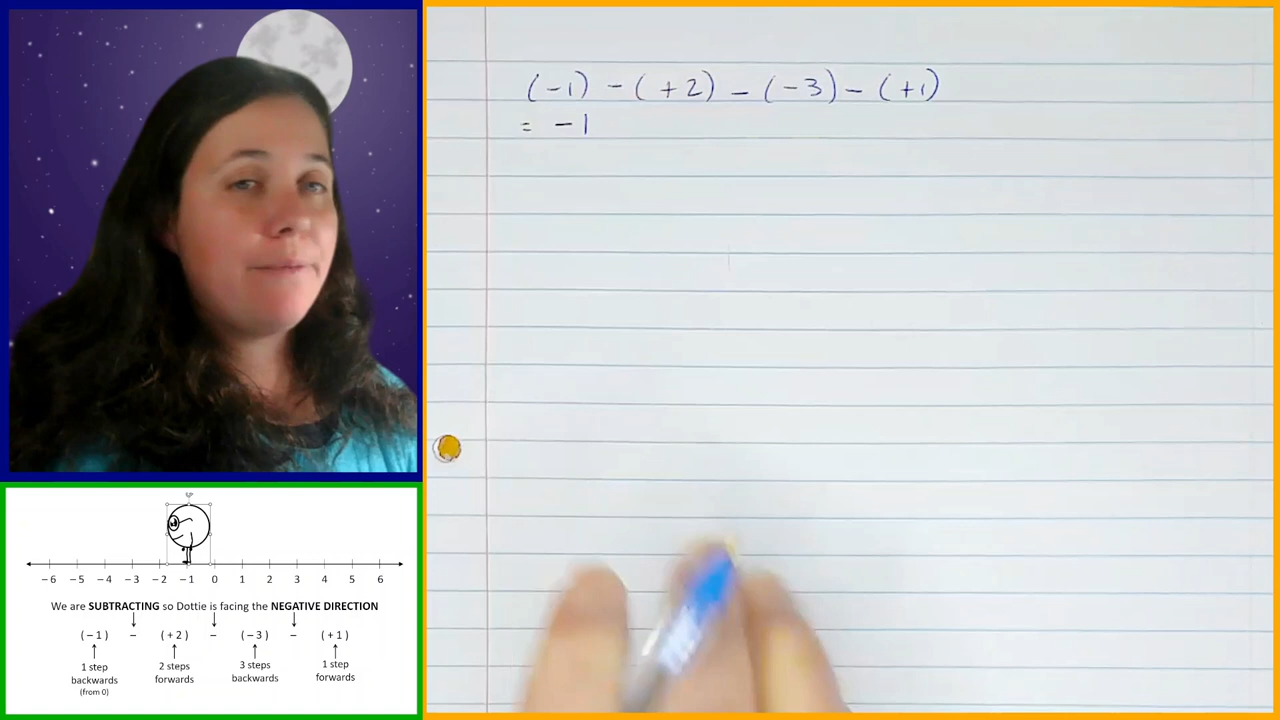 (-1) - (+2) - (-3) - (+1)
= -1
-6 -5 -4 -3 -2 -1 0 1 2 3 4 5 6
We are SUBTRACTING so Dottie is facing the NEGATIVE DIRECTION
(-1) - (+2) - (-3) - (+1)
1 step 2 steps 3 steps 1 step
backwards forwards backwards forwards
(from 0)